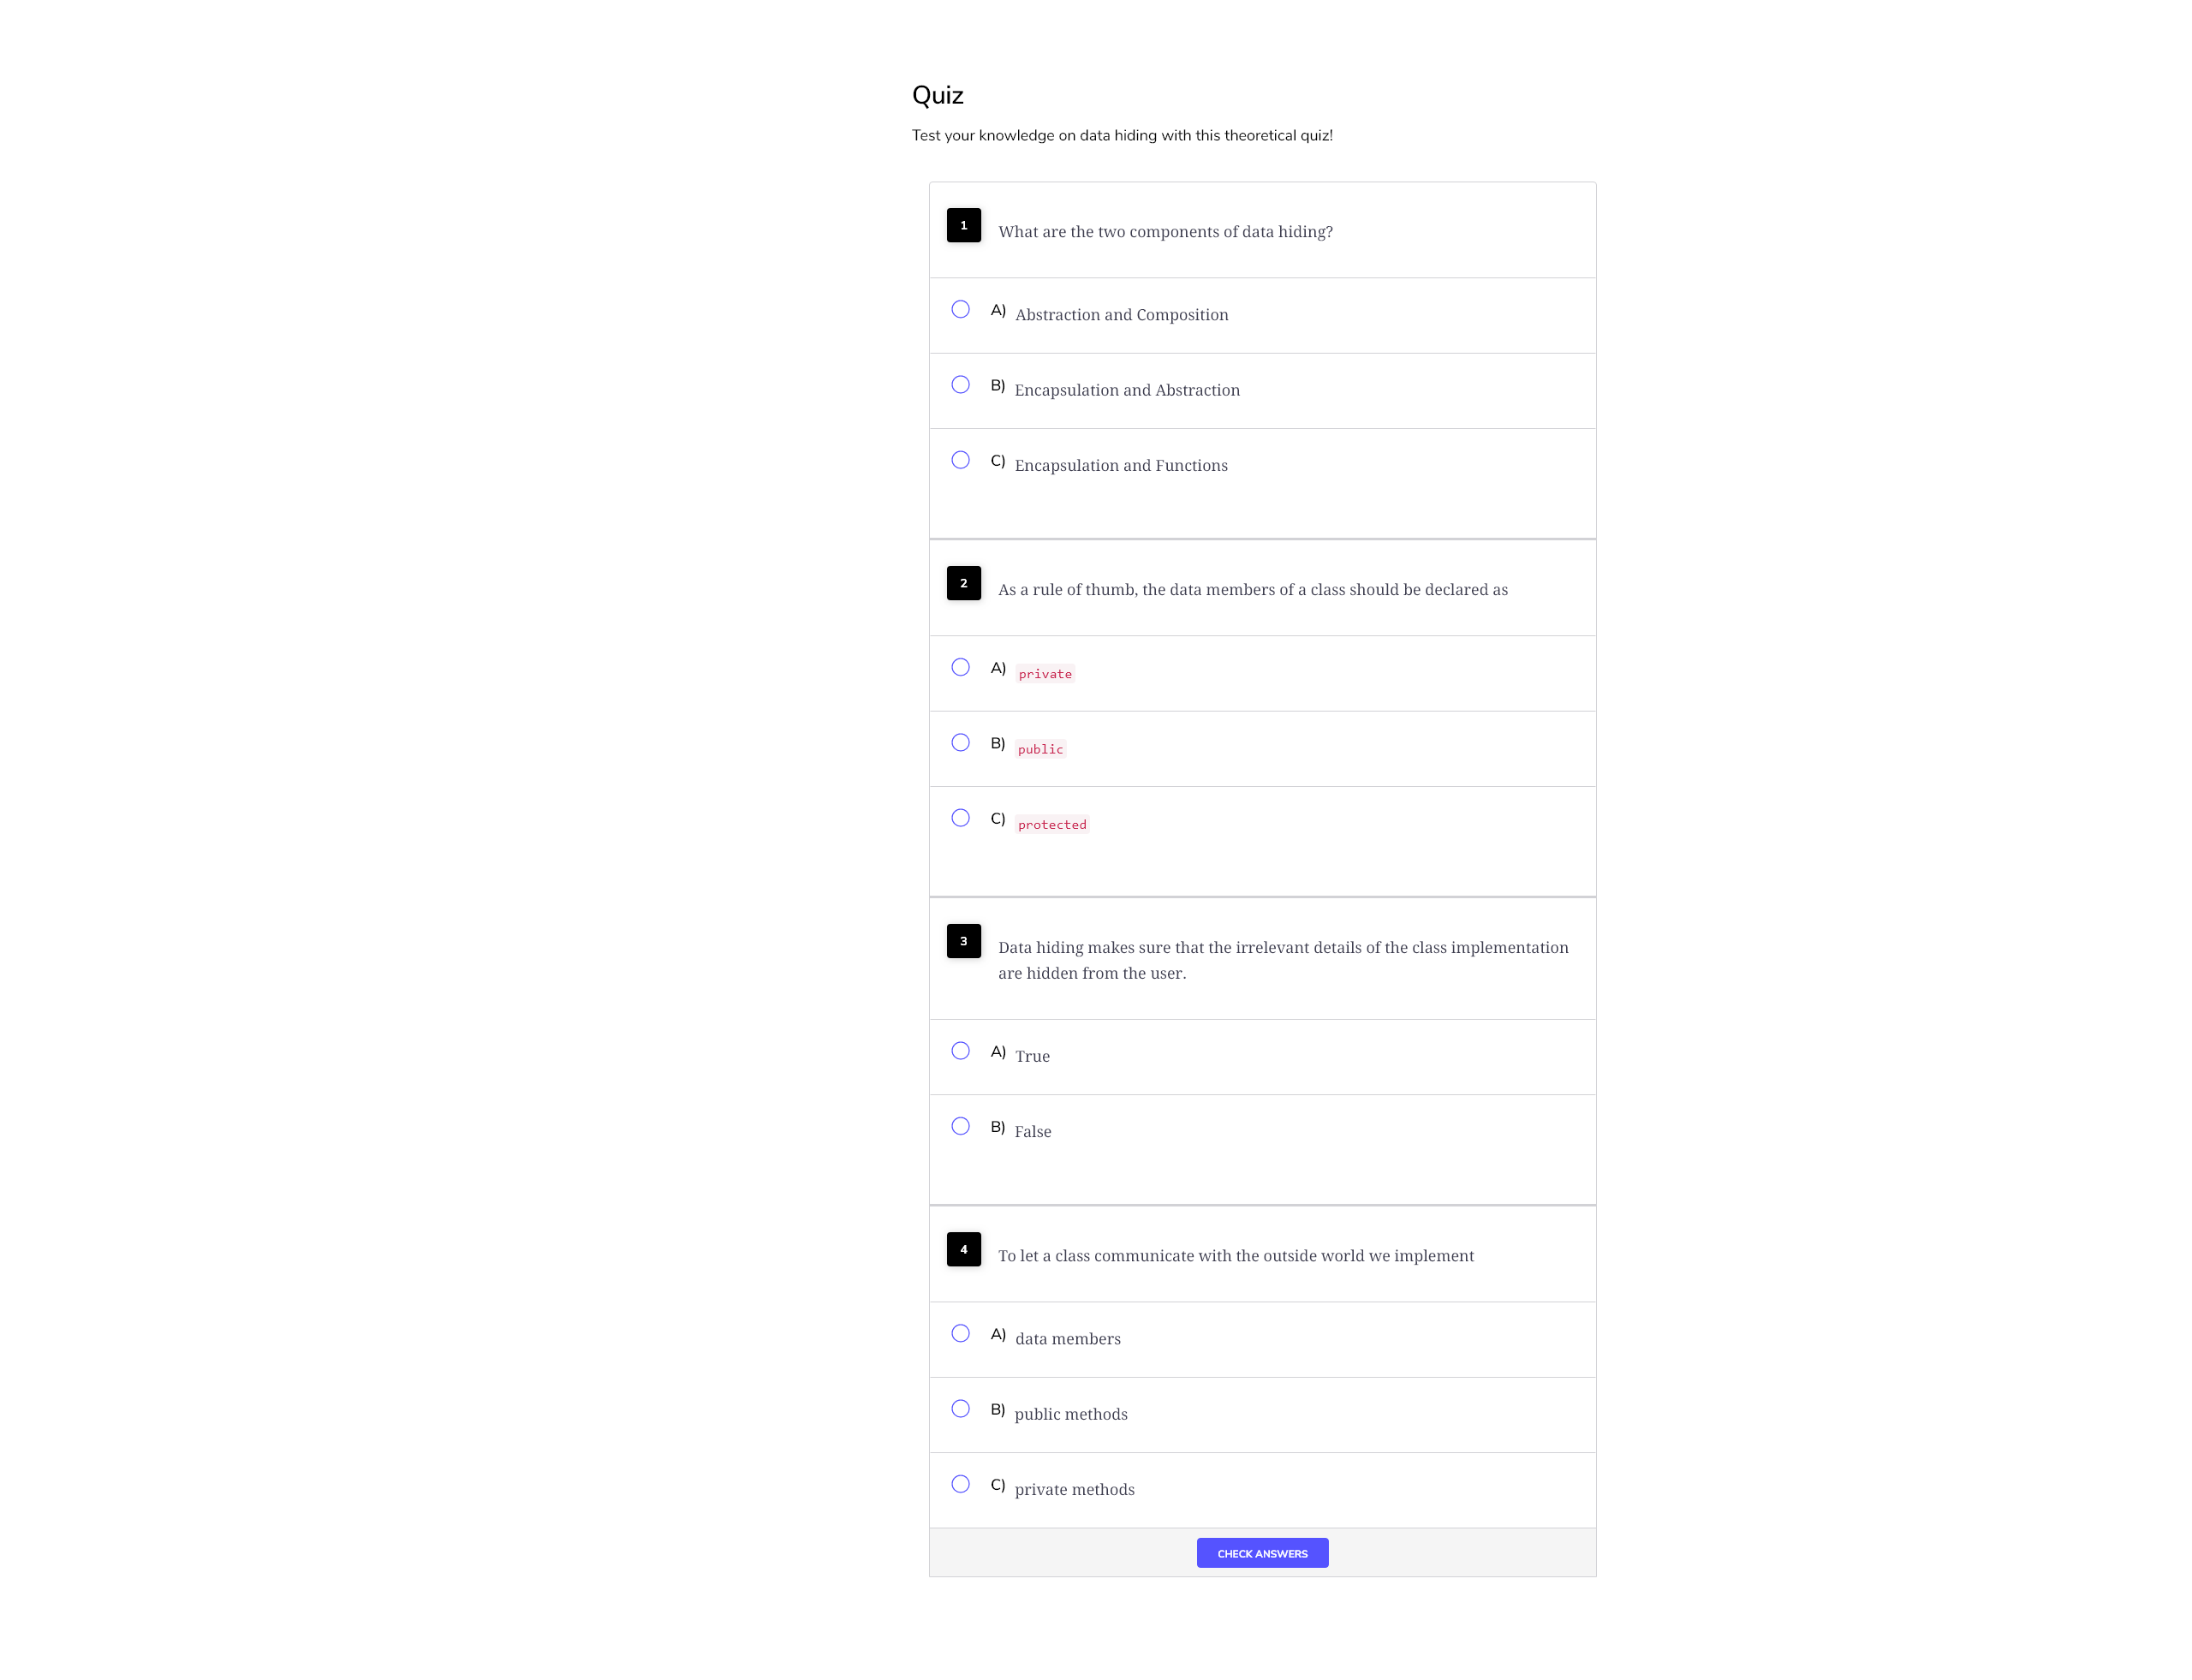 Quiz
Test your knowledge on data hiding with this theoretical quiz!
1 What are the two components of data hiding?
A) Abstraction and Composition
B) Encapsulation and Abstraction
C) Encapsulation and Functions
2 As a rule of thumb, the data members of a class should be declared as
A) private
B) public
C) protected
3 Data hiding makes sure that the irrelevant details of the class implementation
are hidden from the user.
A) True
B) False
4 To let a class communicate with the outside world we implement
A) data members
B) public methods
C) private methods
CHECK ANSWERS